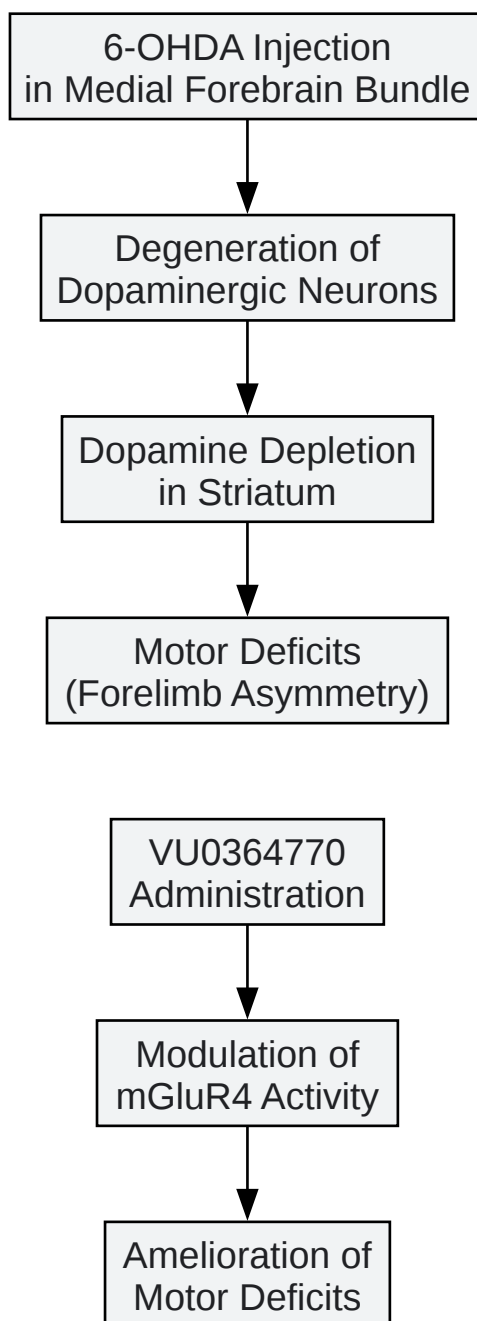 6-OHDA Injection
in Medial Forebrain Bundle
Degeneration of
Dopaminergic Neurons
Dopamine Depletion
in Striatum
Motor Deficits
(Forelimb Asymmetry)
VU0364770
Administration
Modulation of
mGluR4 Activity
Amelioration of
Motor Deficits